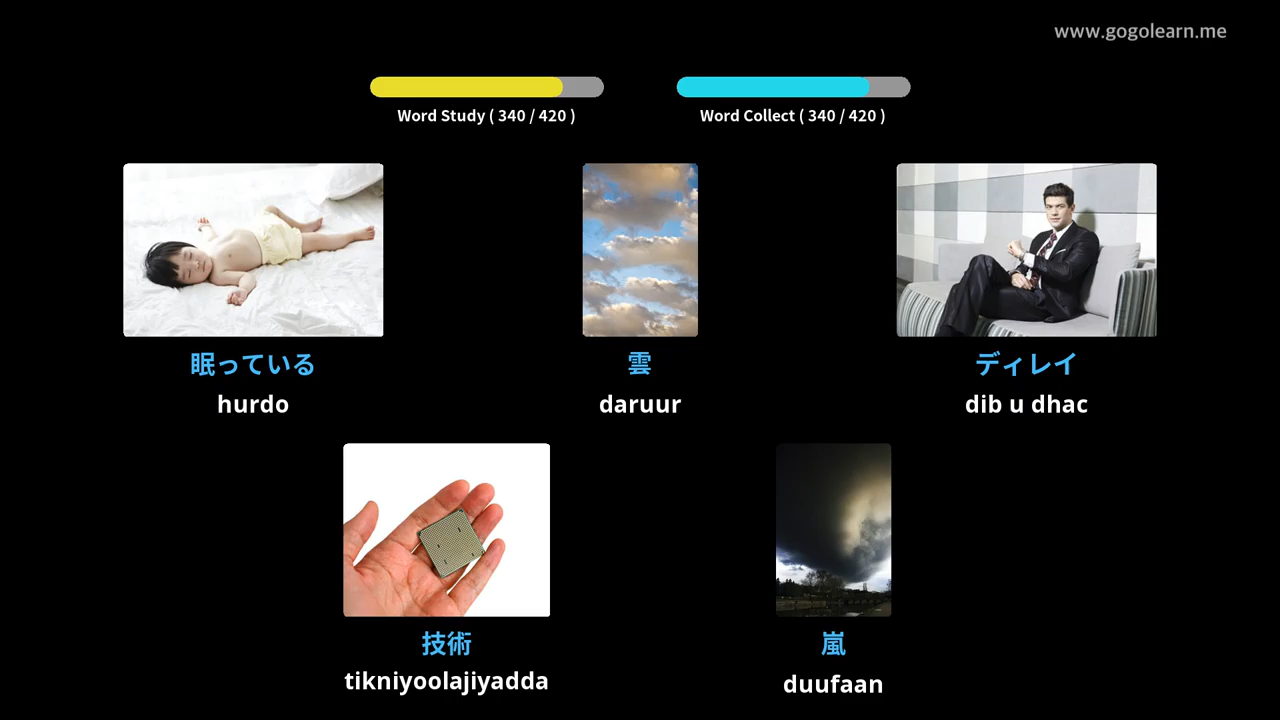 www.gogolearn.me
Word Study ( 340 / 420 )
Word Collect ( 340 / 420 )
眠っている
hurdo
雲
daruur
ディレイ
dib u dhac
技術
tikniyoolajiyadda
嵐
duufaan